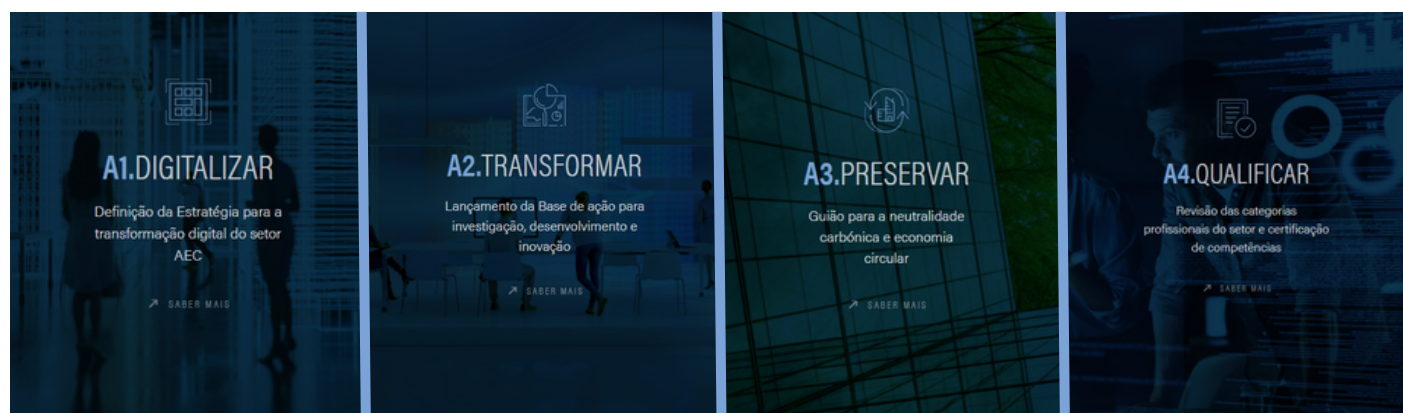 A1.DIGITALIZAR
Definição da Estratégia para a
transformação digital do setor
AEC
SABER MAIS
A2.TRANSFORMAR
Lançamento da Base de ação para
investigação, desenvolvimento e
inovação
SABER MAIS
A3.PRESERVAR
Guião para a neutralidade
carbónica e economia
circular
SABER MAIS
A4.QUALIFICAR
Revisão das categorias
profissionais do setor e certificação
de competências
SABER MAIS